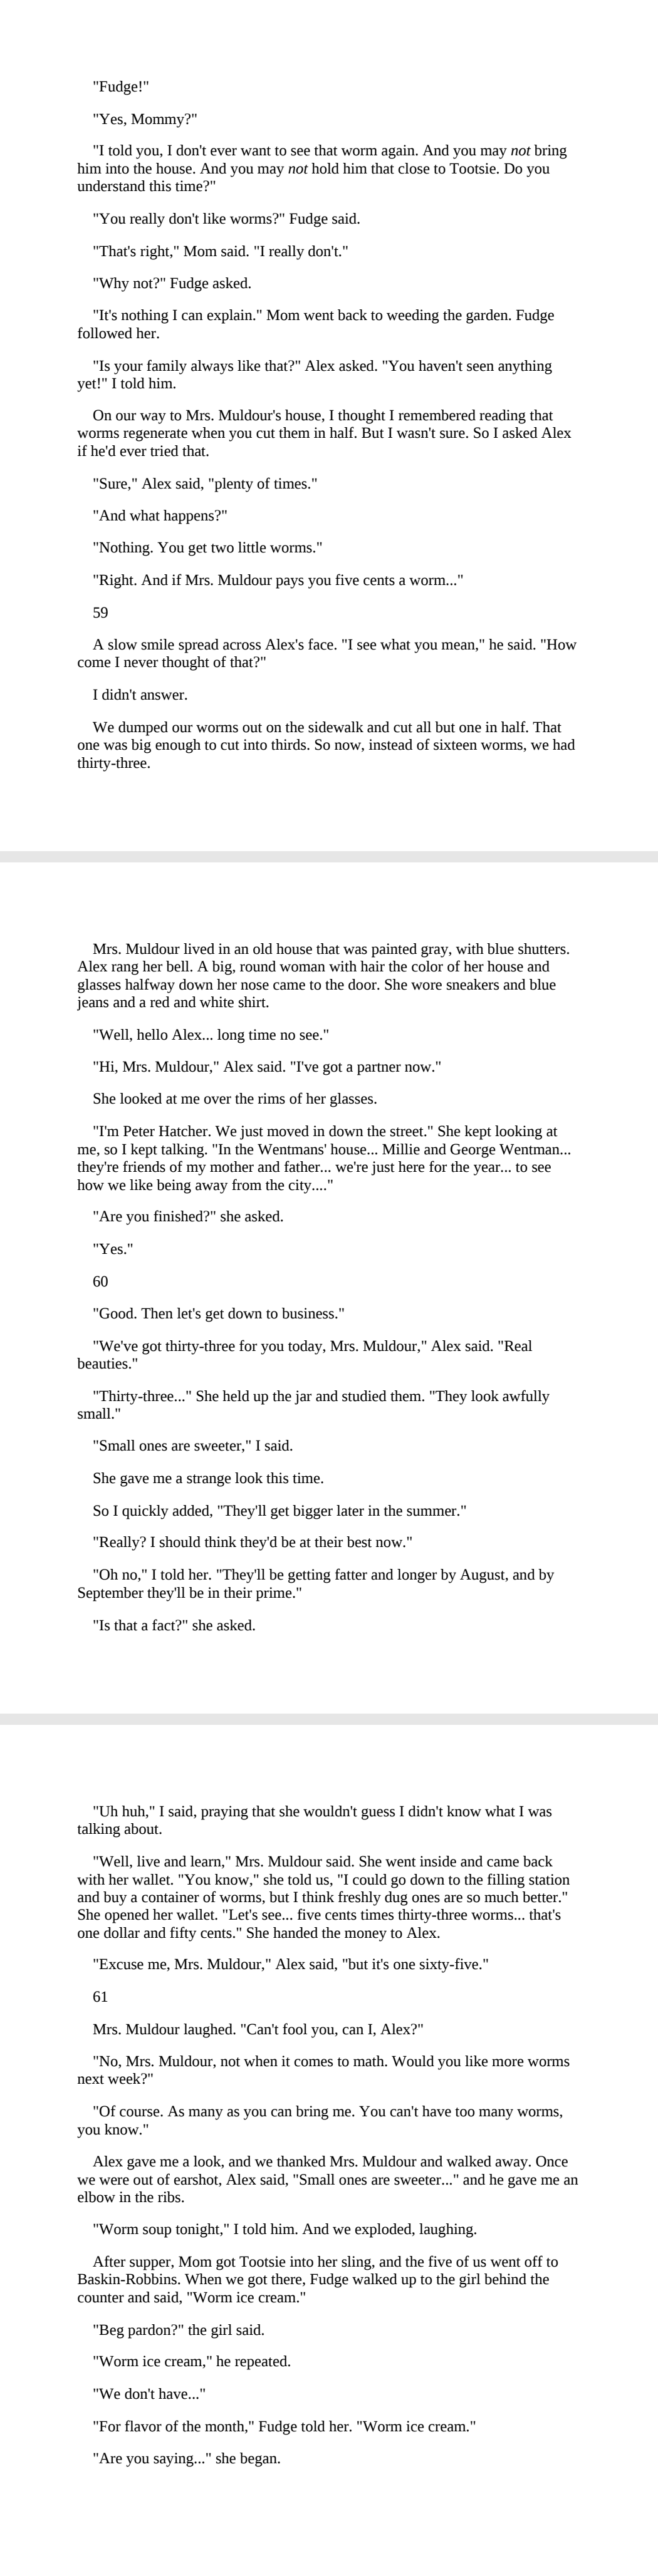 "Fudge!"
"Yes, Mommy?"
"I told you, I don't ever want to see that worm again. And you may not bring
him into the house. And you may not hold him that close to Tootsie. Do you
understand this time?"
"You really don't like worms?" Fudge said.
"That's right," Mom said. "I really don't."
"Why not?" Fudge asked.
"It's nothing I can explain." Mom went back to weeding the garden. Fudge
followed her.
"Is your family always like that?" Alex asked. "You haven't seen anything
yet!" I told him.
On our way to Mrs. Muldour's house, I thought I remembered reading that
worms regenerate when you cut them in half. But I wasn't sure. So I asked Alex
if he'd ever tried that.
"Sure," Alex said, "plenty of times."
"And what happens?"
"Nothing. You get two little worms."
"Right. And if Mrs. Muldour pays you five cents a worm..."
59
A slow smile spread across Alex's face. "I see what you mean," he said. "How
come I never thought of that?"
I didn't answer.
We dumped our worms out on the sidewalk and cut all but one in half. That
one was big enough to cut into thirds. So now, instead of sixteen worms, we had
thirty-three.
Mrs. Muldour lived in an old house that was painted gray, with blue shutters.
Alex rang her bell. A big, round woman with hair the color of her house and
glasses halfway down her nose came to the door. She wore sneakers and blue
jeans and a red and white shirt.
"Well, hello Alex... long time no see."
"Hi, Mrs. Muldour," Alex said. "I've got a partner now."
She looked at me over the rims of her glasses.
"I'm Peter Hatcher. We just moved in down the street." She kept looking at
me, so I kept talking. "In the Wentmans' house... Millie and George Wentman...
they're friends of my mother and father... we're just here for the year... to see
how we like being away from the city...."
"Are you finished?" she asked.
"Yes."
60
"Good. Then let's get down to business."
"We've got thirty-three for you today, Mrs. Muldour," Alex said. "Real
beauties."
"Thirty-three..." She held up the jar and studied them. "They look awfully
small."
"Small ones are sweeter," I said.
She gave me a strange look this time.
So I quickly added, "They'll get bigger later in the summer."
"Really? I should think they'd be at their best now."
"Oh no," I told her. "They'll be getting fatter and longer by August, and by
September they'll be in their prime."
"Is that a fact?" she asked.
"Uh huh," I said, praying that she wouldn't guess I didn't know what I was
talking about.
"Well, live and learn," Mrs. Muldour said. She went inside and came back
with her wallet. "You know," she told us, "I could go down to the filling station
and buy a container of worms, but I think freshly dug ones are so much better."
She opened her wallet. "Let's see... five cents times thirty-three worms... that's
one dollar and fifty cents." She handed the money to Alex.
"Excuse me, Mrs. Muldour," Alex said, "but it's one sixty-five."
61
Mrs. Muldour laughed. "Can't fool you, can I, Alex?"
"No, Mrs. Muldour, not when it comes to math. Would you like more worms
next week?"
"Of course. As many as you can bring me. You can't have too many worms,
you know."
Alex gave me a look, and we thanked Mrs. Muldour and walked away. Once
we were out of earshot, Alex said, "Small ones are sweeter..." and he gave me an
elbow in the ribs.
"Worm soup tonight," I told him. And we exploded, laughing.
After supper, Mom got Tootsie into her sling, and the five of us went off to
Baskin-Robbins. When we got there, Fudge walked up to the girl behind the
counter and said, "Worm ice cream."
"Beg pardon?" the girl said.
"Worm ice cream," he repeated.
"We don't have..."
"For flavor of the month," Fudge told her. "Worm ice cream."
"Are you saying..." she began.